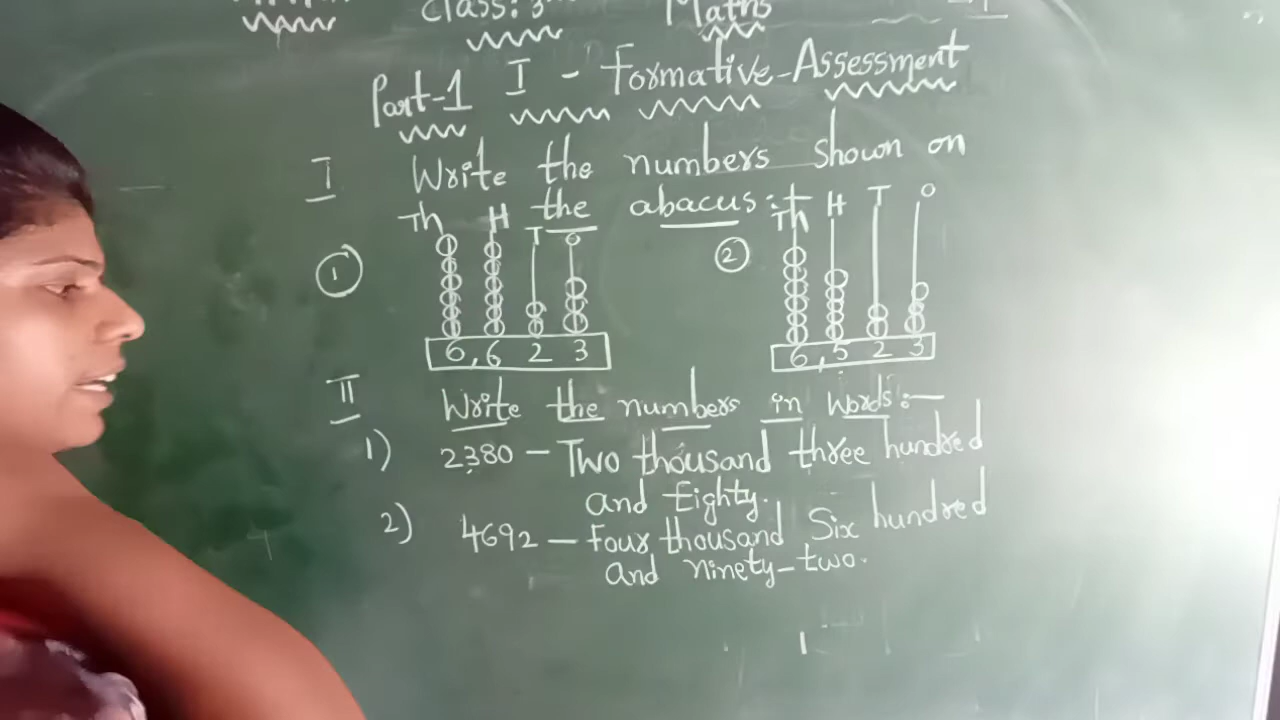 Class: 3rd Maths
Part-1 I - Formative-Assessment
I Write the numbers shown on
the abacus:-
Th H T O
1
6,6 2 3
Th H T O
2
6,5 2 3
II Write the numbers in words:-
1) 2380 - Two thousand three hundred
and Eighty.
2) 4692 - Four thousand Six hundred
and ninety-two.